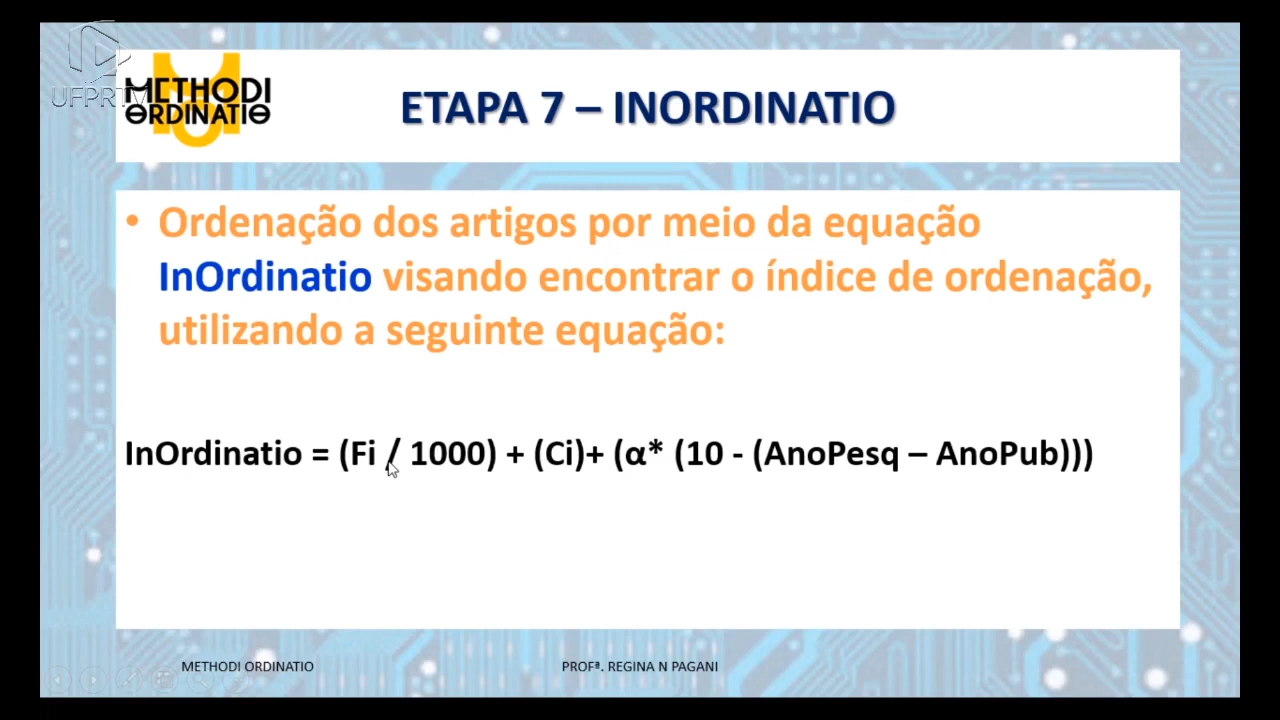 UFPRTV
METHODI
ORDINATIO
ETAPA 7 – INORDINATIO
• Ordenação dos artigos por meio da equação
InOrdinatio visando encontrar o índice de ordenação,
utilizando a seguinte equação:
InOrdinatio = (Fi / 1000) + (Ci)+ (α* (10 - (AnoPesq – AnoPub)))
METHODI ORDINATIO
PROFª. REGINA N PAGANI